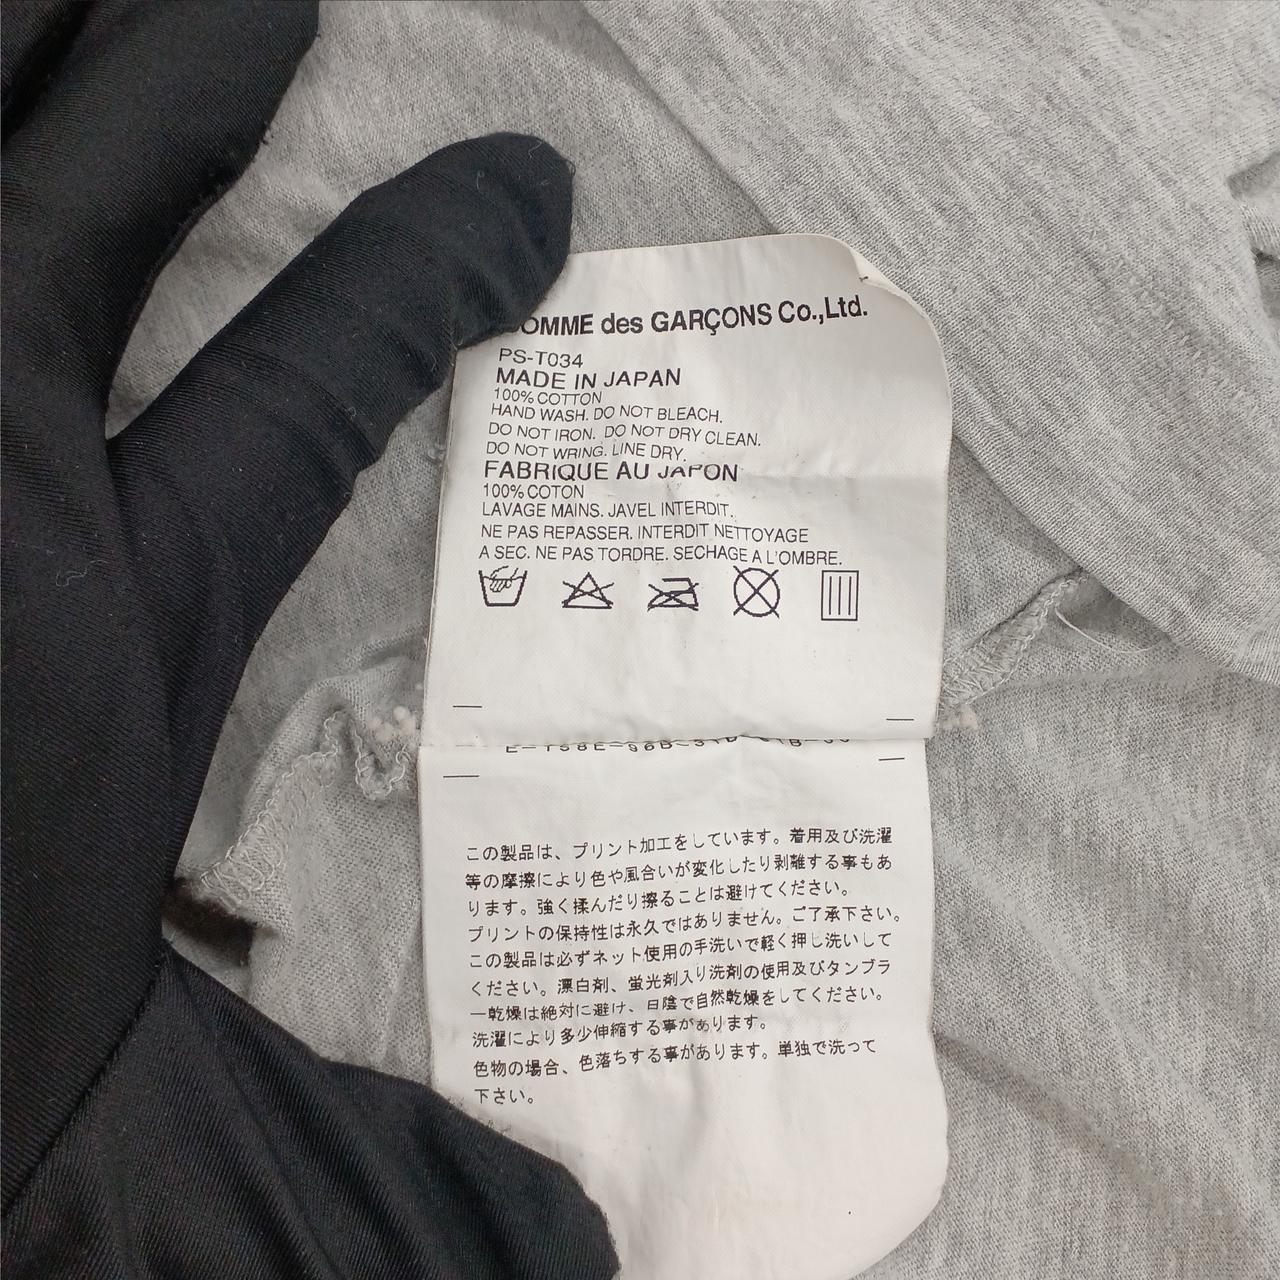 OMME des GARÇONS Co.,Ltd.
PS-T034
MADE IN JAPAN
100% COTTON
HAND WASH. DO NOT BLEACH.
DO NOT IRON. DO NOT DRY CLEAN.
DO NOT WRING. LINE DRY.
FABRIQUE AU JAPON
100% COTON
LAVAGE MAINS. JAVEL INTERDIT.
NE PAS REPASSER. INTERDIT NETTOYAGE
A SEC. NE PAS TORDRE. SECHAGE A L'OMBRE.
この製品は、プリント加工をしています。着用及び洗濯
等の摩擦により色や風合いが変化したり剥離する事もあ
ります。強く揉んだり擦ることは避けてください。
プリントの保持性は永久ではありません。ご了承下さい。
この製品は必ずネット使用の手洗いで軽く押し洗いして
ください。漂白剤、蛍光剤入り洗剤の使用及びタンブラ
ー乾燥は絶対に避け、日陰で自然乾燥をしてください。
洗濯により多少伸縮する事があります。
色物の場合、色落ちする事があります。単独で洗って
下さい。